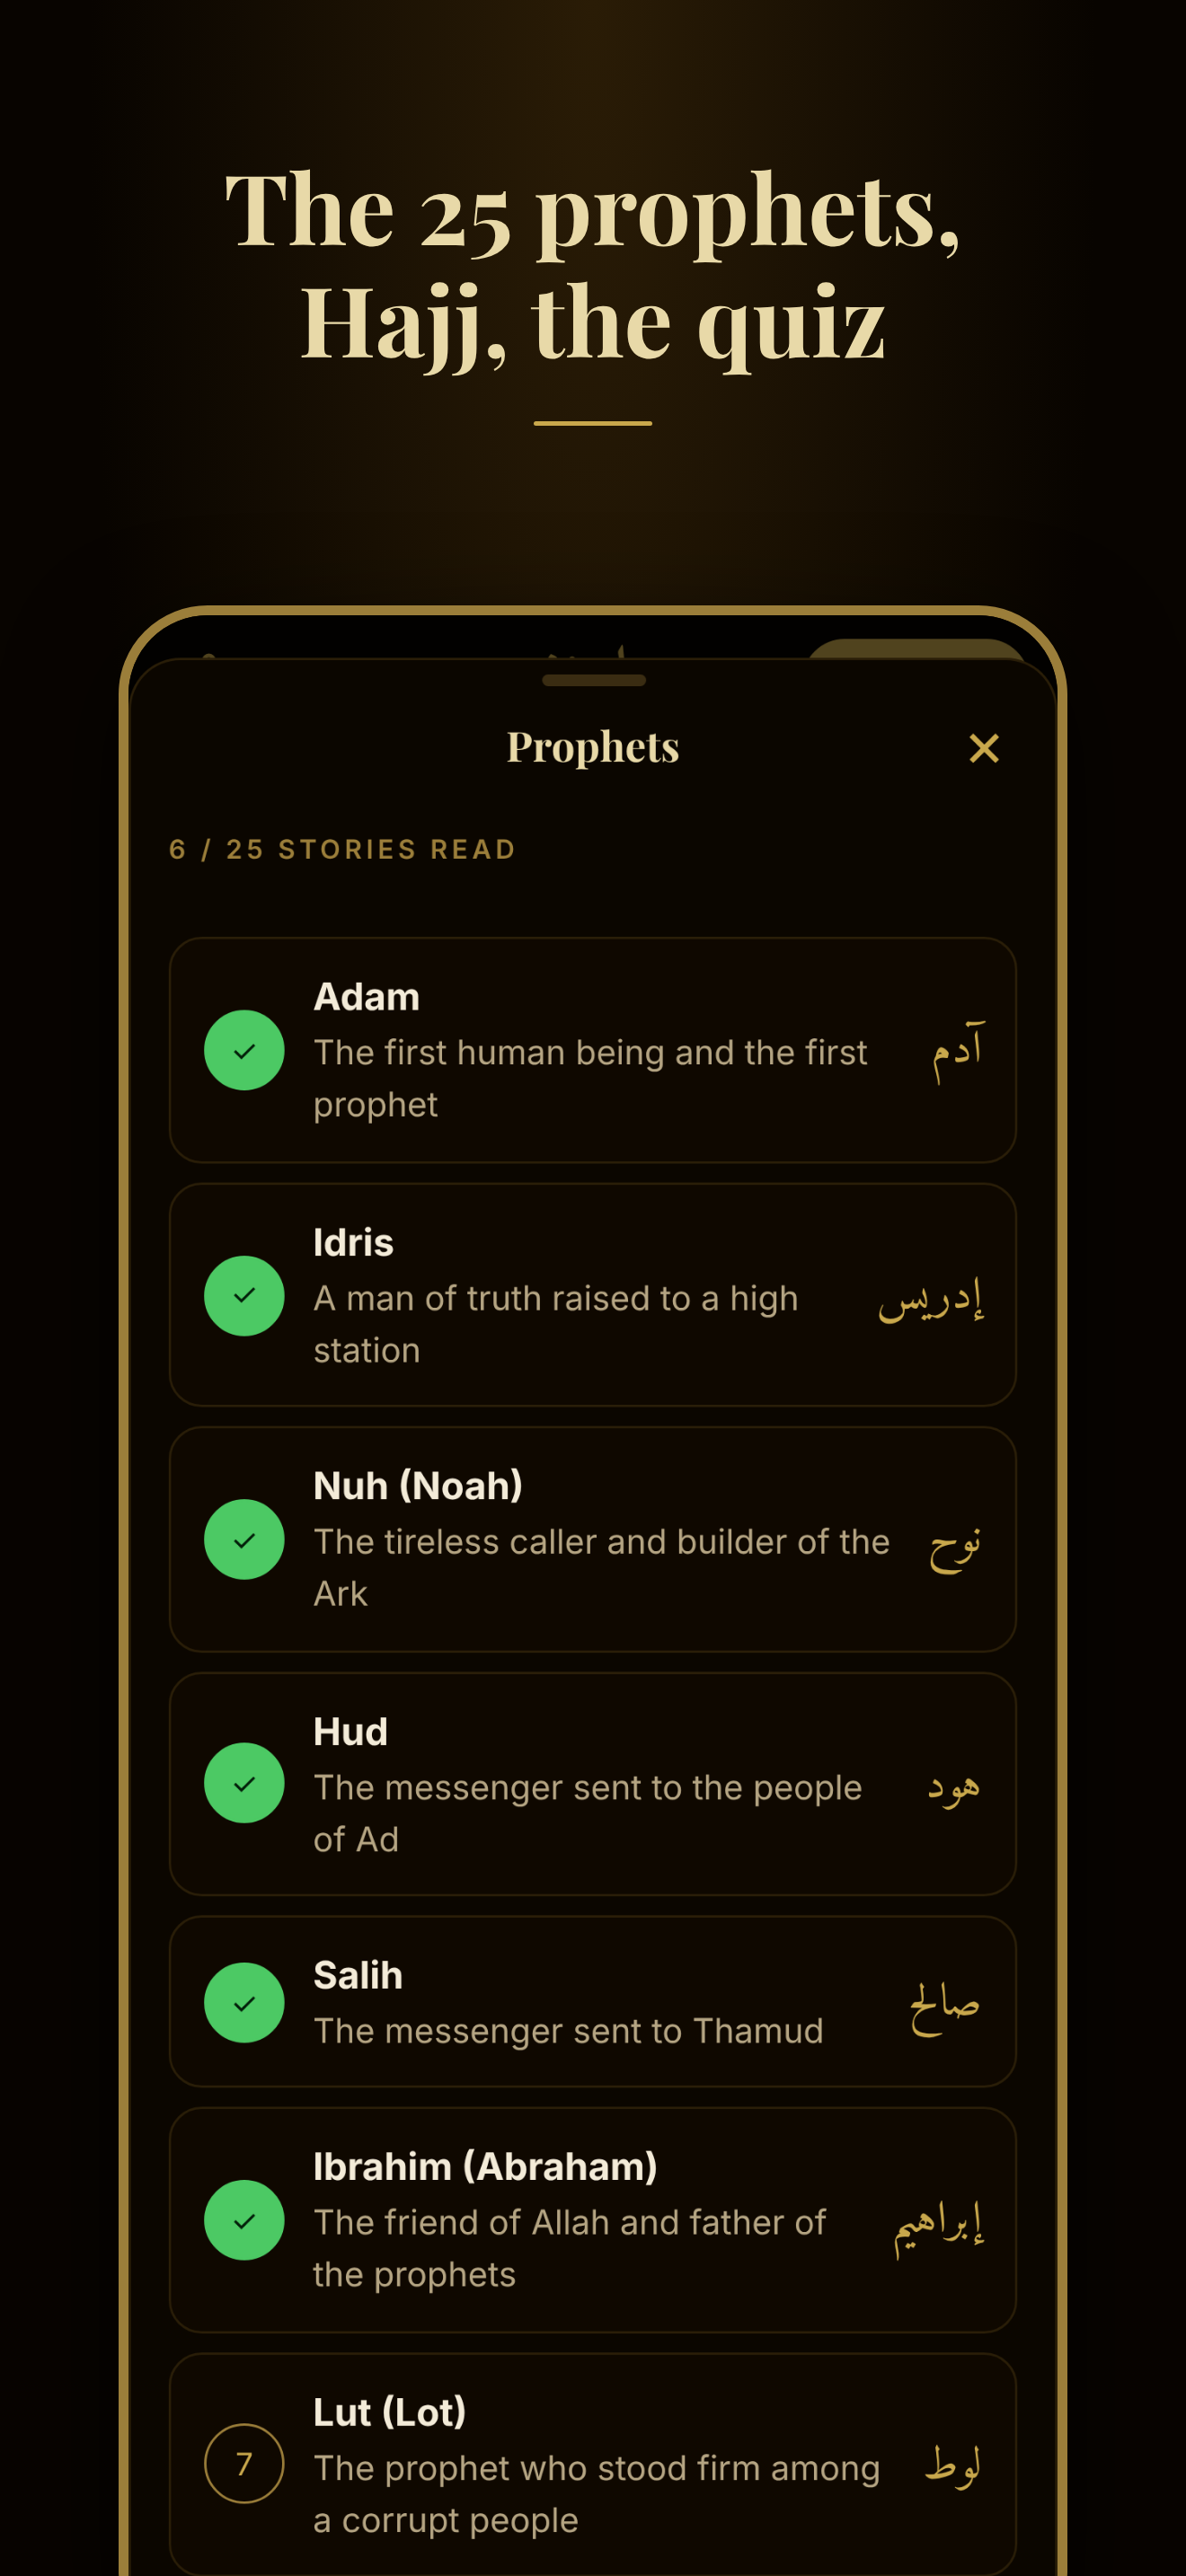 The 25 prophets,
Hajj, the quiz
Prophets
6 / 25 STORIES READ
Adam
The first human being and the first
prophet
آدم
Idris
A man of truth raised to a high
station
إدريس
Nuh (Noah)
The tireless caller and builder of the
Ark
نوح
Hud
The messenger sent to the people
of Ad
هود
Salih
The messenger sent to Thamud
صالح
Ibrahim (Abraham)
The friend of Allah and father of
the prophets
إبراهيم
7
Lut (Lot)
The prophet who stood firm among
a corrupt people
لوط